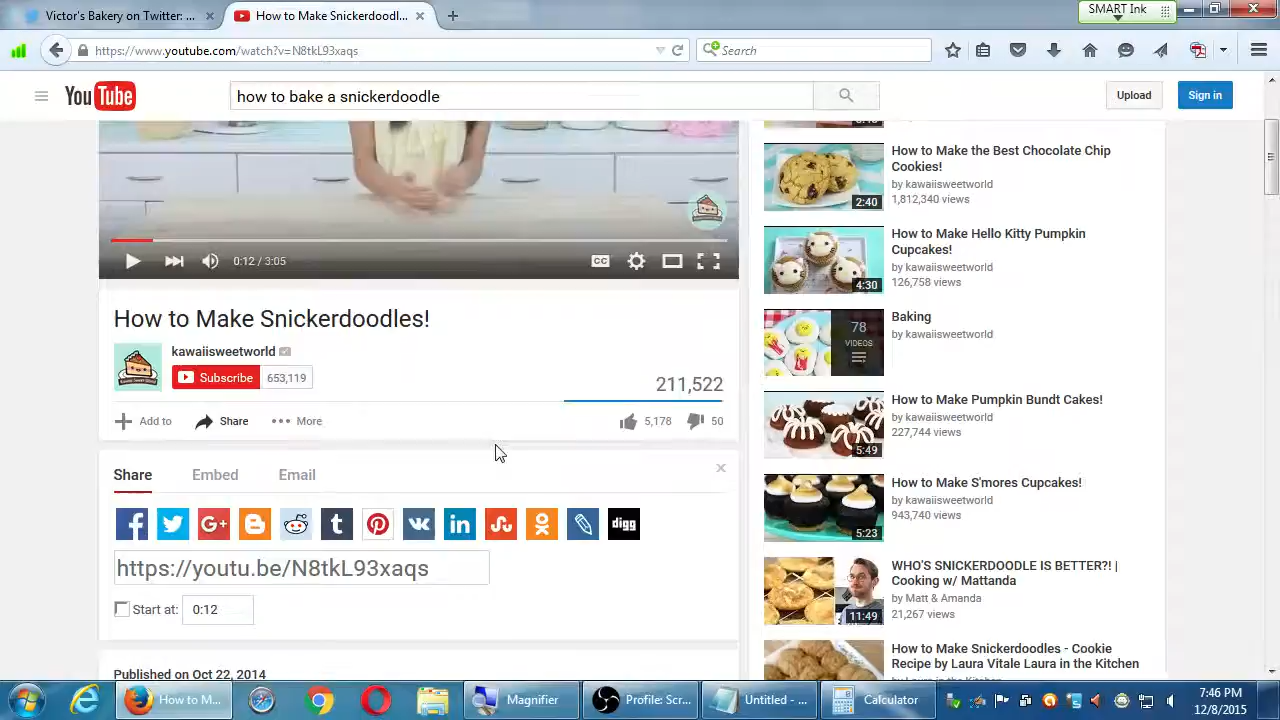 Victor's Bakery on Twitter: ...
How to Make Snickerdoodl...
SMART Ink
https://www.youtube.com/watch?v=N8tkL93xaqs
Search
YouTube
how to bake a snickerdoodle
Upload
Sign in
0:12 / 3:05
CC
How to Make Snickerdoodles!
kawaiisweetworld
Subscribe
653,119
211,522
Add to
Share
More
5,178
50
Share
Embed
Email
digg
https://youtu.be/N8tkL93xaqs
Start at:
0:12
Published on Oct 22, 2014
How to Make the Best Chocolate Chip
Cookies!
by kawaiisweetworld
1,812,340 views
2:40
How to Make Hello Kitty Pumpkin
Cupcakes!
by kawaiisweetworld
126,758 views
4:30
Baking
by kawaiisweetworld
78
VIDEOS
How to Make Pumpkin Bundt Cakes!
by kawaiisweetworld
227,744 views
5:49
How to Make S'mores Cupcakes!
by kawaiisweetworld
943,740 views
5:23
WHO'S SNICKERDOODLE IS BETTER?! |
Cooking w/ Mattanda
by Matt & Amanda
21,267 views
11:49
How to Make Snickerdoodles - Cookie
Recipe by Laura Vitale Laura in the Kitchen
How to M...
Magnifier
Profile: Scr...
Untitled - ...
Calculator
7:46 PM
12/8/2015